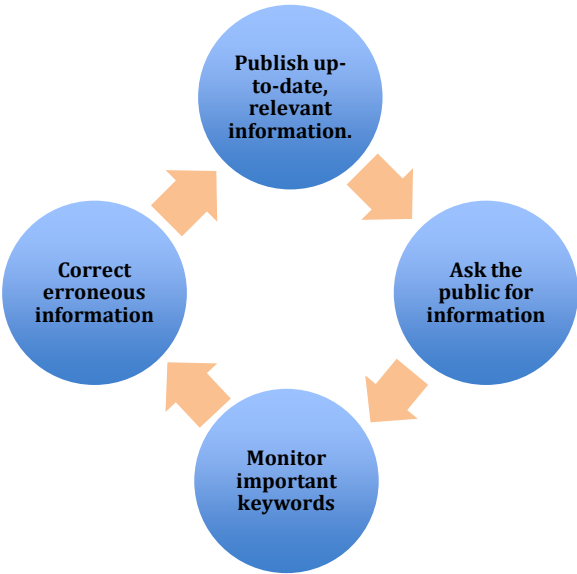 Publish up-
to-date,
relevant
information.
Ask the
public for
information
Monitor
important
keywords
Correct
erroneous
information